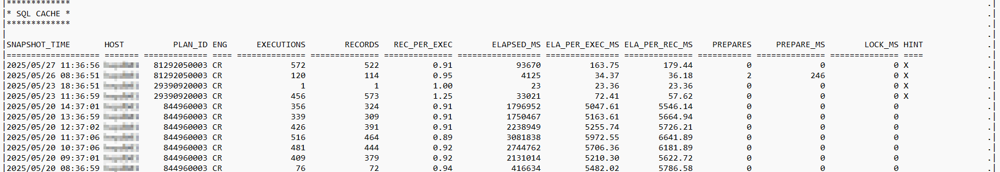 |************* .|
|* SQL CACHE * .|
|************* .|
| .|
|SNAPSHOT_TIME HOST PLAN_ID ENG EXECUTIONS RECORDS REC_PER_EXEC ELAPSED_MS ELA_PER_EXEC_MS ELA_PER_REC_MS PREPARES PREPARE_MS LOCK_MS HINT .|
|=================== ======= ============= ==== ============== ============== ============== ================= =============== ============== =========== ============== ============== ==== .|
|2025/05/27 11:36:56 81292050003 CR 572 522 0.91 93670 163.75 179.44 0 0 0 X .|
|2025/05/26 08:36:51 81292050003 CR 120 114 0.95 4125 34.37 36.18 2 246 0 X .|
|2025/05/23 18:36:51 29390920003 CR 1 1 1.00 23 23.36 23.36 0 0 0 X .|
|2025/05/23 11:36:59 29390920003 CR 456 573 1.25 33021 72.41 57.62 0 0 0 X .|
|2025/05/20 14:37:01 844960003 CR 356 324 0.91 1796952 5047.61 5546.14 0 0 0 .|
|2025/05/20 13:36:59 844960003 CR 339 309 0.91 1750467 5163.61 5664.94 0 0 0 .|
|2025/05/20 12:37:02 844960003 CR 426 391 0.91 2238949 5255.74 5726.21 0 0 0 .|
|2025/05/20 11:37:06 844960003 CR 516 464 0.89 3081838 5972.55 6641.89 0 0 0 .|
|2025/05/20 10:37:06 844960003 CR 481 444 0.92 2744762 5706.36 6181.89 0 0 0 .|
|2025/05/20 09:37:01 844960003 CR 409 379 0.92 2131014 5210.30 5622.72 0 0 0 .|
|2025/05/20 08:36:59 844960003 CR 76 72 0.94 416634 5482.02 5786.58 0 0 0 .|